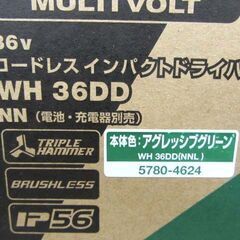 MULTI VOLT
36v
コードレス インパクトドライバ
WH 36DD
NN (電池・充電器別売)
TRIPLE
HAMMER
BRUSHLESS
IP56
本体色：アグレッシブグリーン
WH 36DD(NNL)
5780-4624